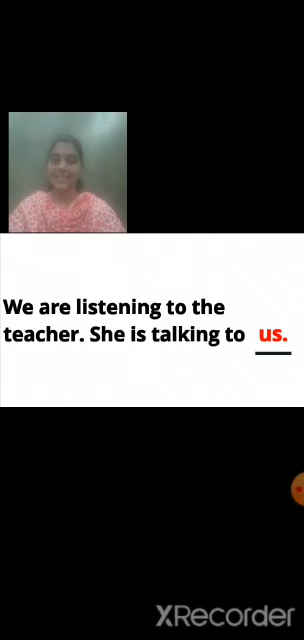 We are listening to the
teacher. She is talking to us.
XRecorder